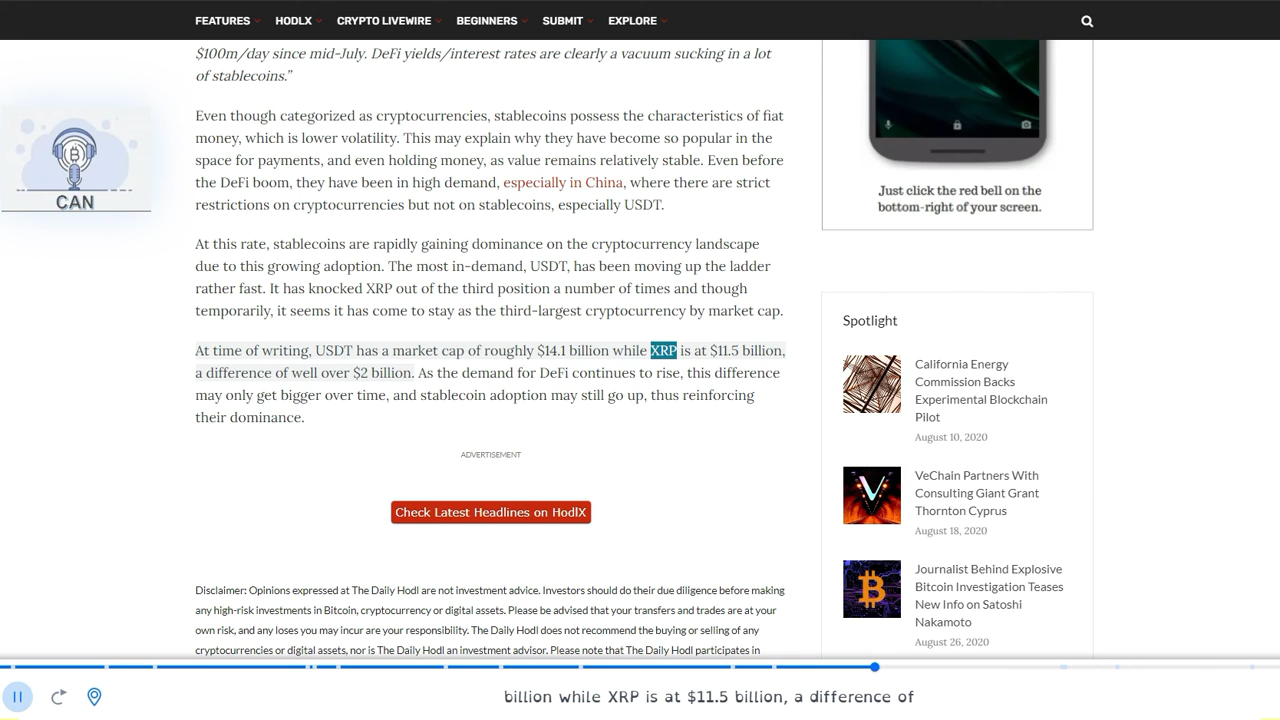 FEATURES HODLX CRYPTO LIVEWIRE BEGINNERS SUBMIT EXPLORE
$100m/day since mid-July. DeFi yields/interest rates are clearly a vacuum sucking in a lot
of stablecoins.”
Even though categorized as cryptocurrencies, stablecoins possess the characteristics of fiat
money, which is lower volatility. This may explain why they have become so popular in the
space for payments, and even holding money, as value remains relatively stable. Even before
the DeFi boom, they have been in high demand, especially in China, where there are strict
restrictions on cryptocurrencies but not on stablecoins, especially USDT.
At this rate, stablecoins are rapidly gaining dominance on the cryptocurrency landscape
due to this growing adoption. The most in-demand, USDT, has been moving up the ladder
rather fast. It has knocked XRP out of the third position a number of times and though
temporarily, it seems it has come to stay as the third-largest cryptocurrency by market cap.
At time of writing, USDT has a market cap of roughly $14.1 billion while XRP is at $11.5 billion,
a difference of well over $2 billion. As the demand for DeFi continues to rise, this difference
may only get bigger over time, and stablecoin adoption may still go up, thus reinforcing
their dominance.
ADVERTISEMENT
Check Latest Headlines on HodlX
Disclaimer: Opinions expressed at The Daily Hodl are not investment advice. Investors should do their due diligence before making
any high-risk investments in Bitcoin, cryptocurrency or digital assets. Please be advised that your transfers and trades are at your
own risk, and any loses you may incur are your responsibility. The Daily Hodl does not recommend the buying or selling of any
cryptocurrencies or digital assets, nor is The Daily Hodl an investment advisor. Please note that The Daily Hodl participates in
CAN
Just click the red bell on the
bottom-right of your screen.
Spotlight
California Energy
Commission Backs
Experimental Blockchain
Pilot
August 10, 2020
VeChain Partners With
Consulting Giant Grant
Thornton Cyprus
August 18, 2020
Journalist Behind Explosive
Bitcoin Investigation Teases
New Info on Satoshi
Nakamoto
August 26, 2020
billion while XRP is at $11.5 billion, a difference of